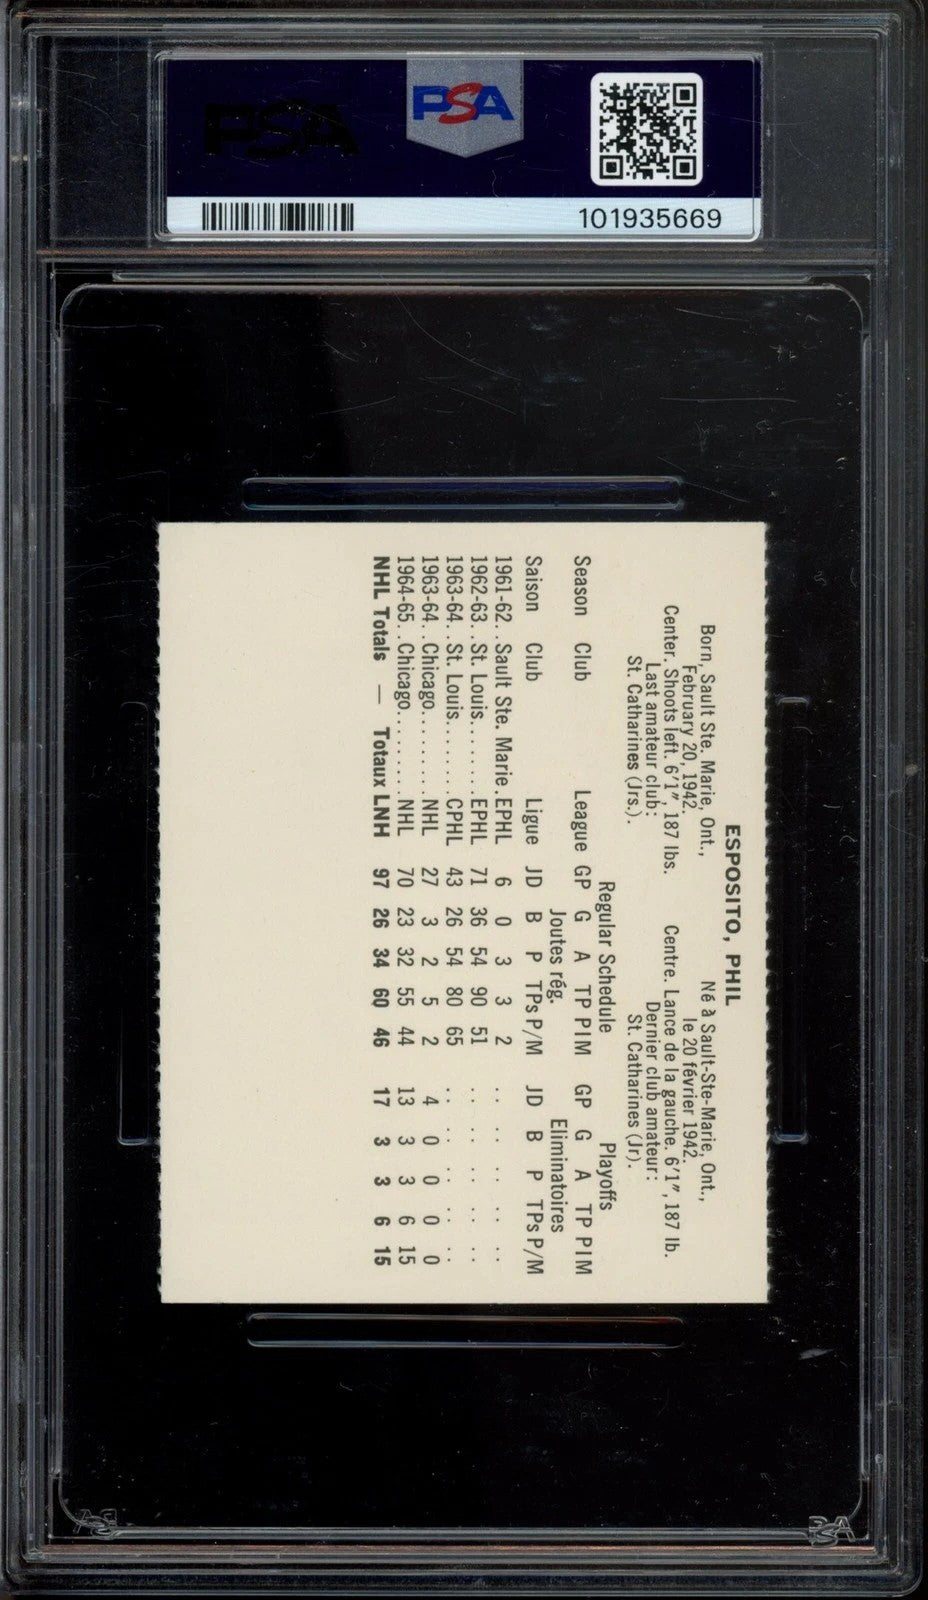 PSA
PSA
101935669
ESPOSITO, PHIL
Born, Sault Ste. Marie, Ont.,
February 20, 1942.
Center. Shoots left. 6'1", 187 lbs.
Last amateur club:
St. Catharines (Jrs.).
Né à Sault-Ste-Marie, Ont.,
le 20 février 1942.
Centre. Lance de la gauche. 6'1", 187 lb.
Dernier club amateur:
St. Catharines (Jr).
Regular Schedule Playoffs
Season Club League GP G A TP PIM GP G A TP PIM
Joutes rég. Eliminatoires
Saison Club Ligue JD B P TPs P/M JD B P TPs P/M
1961-62..Sault Ste. Marie.EPHL 6 0 3 3 2 .. .. .. .. ..
1962-63..St. Louis.......EPHL 71 36 54 90 51 .. .. .. .. ..
1963-64..St. Louis.......CPHL 43 26 54 80 65 .. .. .. .. ..
1963-64..Chicago........NHL 27 3 2 5 2 4 0 0 0 0
1964-65..Chicago........NHL 70 23 32 55 44 13 3 3 6 15
NHL Totals — Totaux LNH 97 26 34 60 46 17 3 3 6 15
PSA
PSA